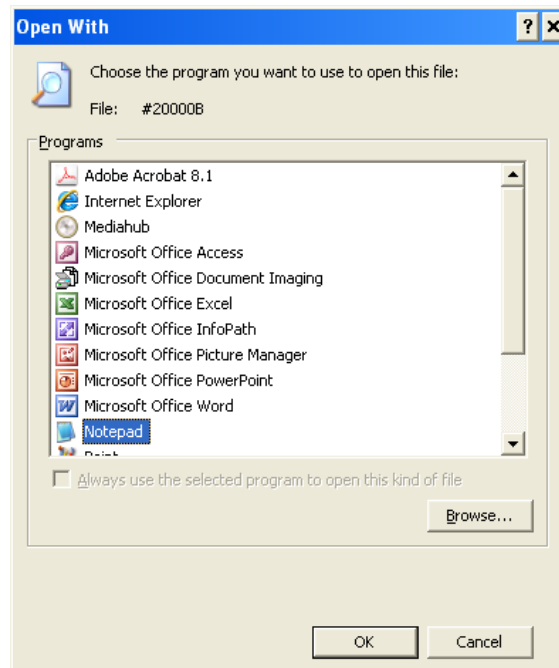 Open With
Choose the program you want to use to open this file:
File: #20000B
Programs
Adobe Acrobat 8.1
Internet Explorer
Mediahub
Microsoft Office Access
Microsoft Office Document Imaging
Microsoft Office Excel
Microsoft Office InfoPath
Microsoft Office Picture Manager
Microsoft Office PowerPoint
Microsoft Office Word
Notepad
Paint
Always use the selected program to open this kind of file
Browse...
OK Cancel